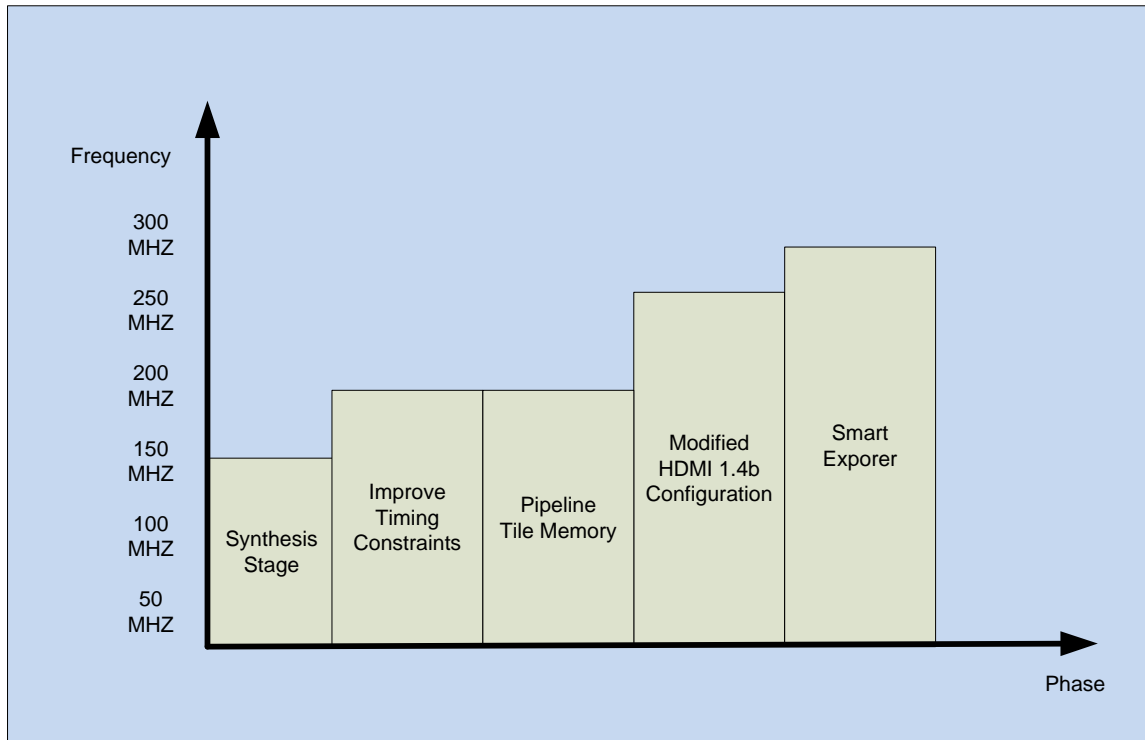 Frequency
300
MHZ
250
MHZ
200
MHZ
150
MHZ
100
MHZ
50
MHZ
Synthesis
Stage
Improve
Timing
Constraints
Pipeline
Tile Memory
Modified
HDMI 1.4b
Configuration
Smart
Exporer
Phase